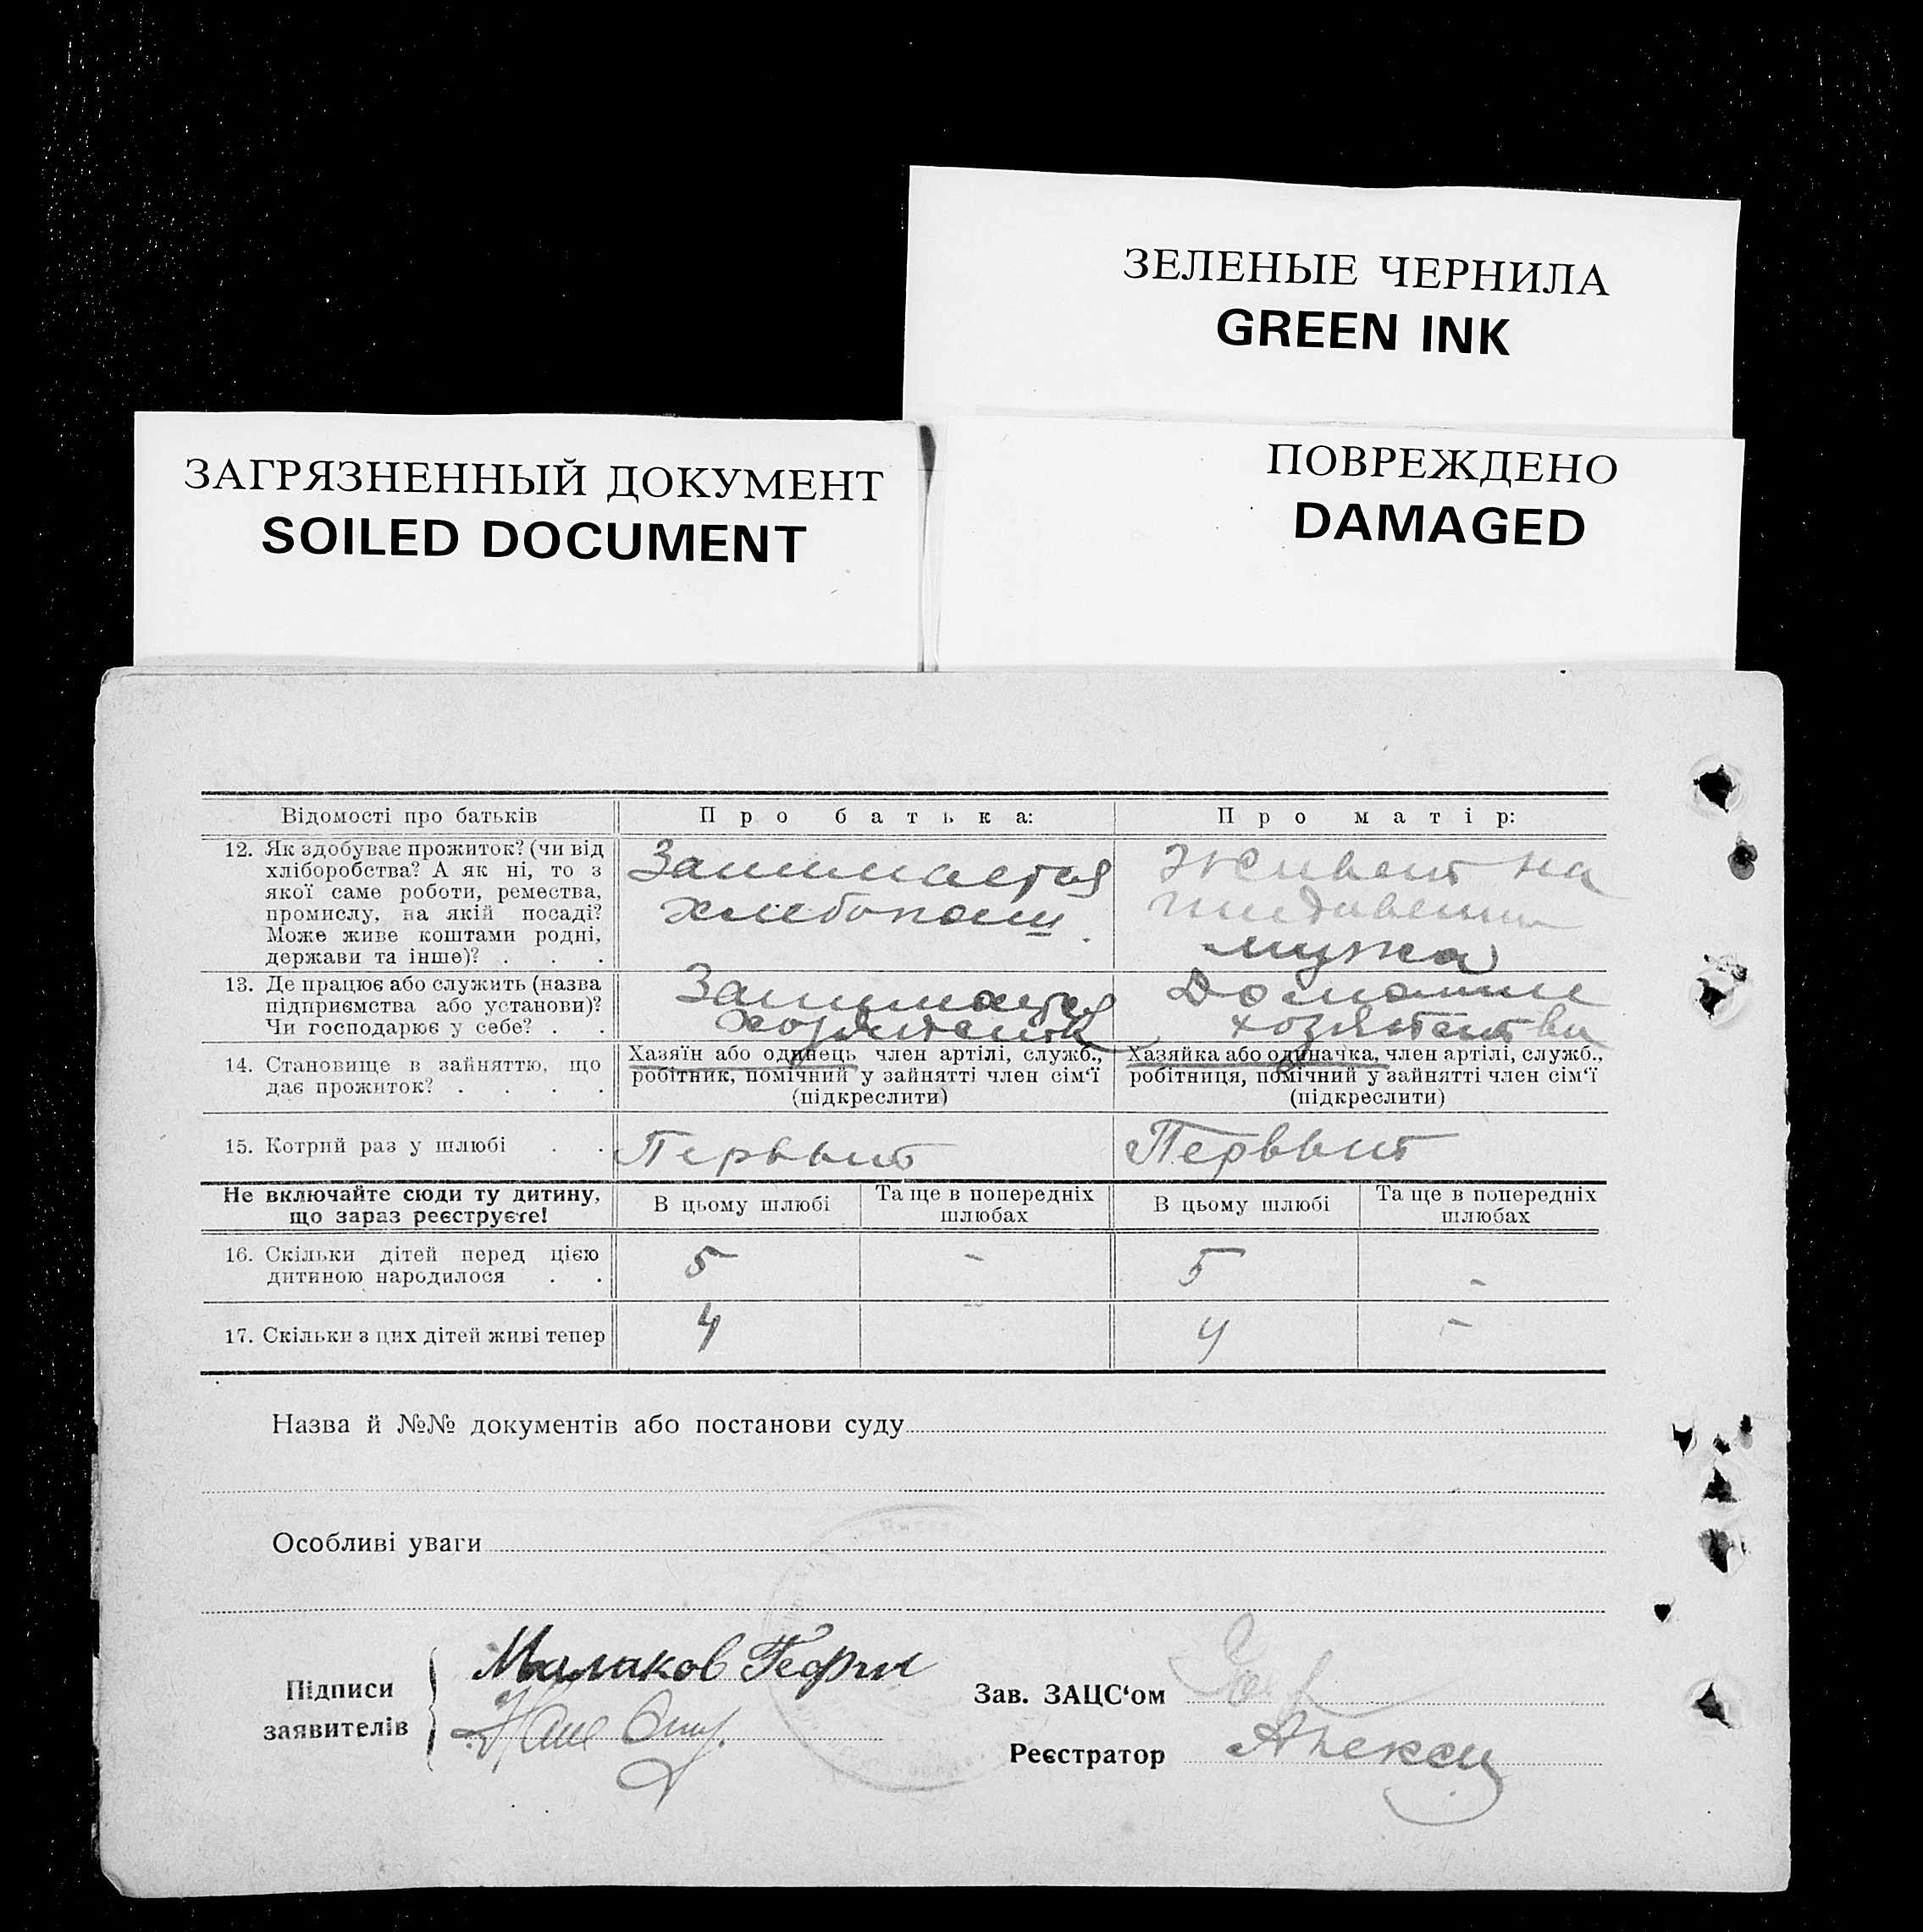 ЗЕЛЕНЫЕ ЧЕРНИЛА
GREEN INK
ЗАГРЯЗНЕННЫЙ ДОКУМЕНТ
SOILED DOCUMENT
ПОВРЕЖДЕНО
DAMAGED
Відомості про батьків
Про батька:
Про матір:
12. Як здобуває прожиток? (чи від
хліборобства? А як ні, то з
якої саме роботи, ремества,
промислу, на якій посаді?
Може живе коштами родні,
держави та інше)? . . .
Занимается
Живет на
мужа
13. Де працює або служить (назва
підприємства або установи)?
Чи господарює у себе? . .
Занимается
14. Становище в зайняттю, що
дає прожиток? . . . .
Хазяїн або одинець член артілі, служб.,
робітник, помічний у зайнятті член сім‘ї
(підкреслити)
Хазяйка або одиначка, член артілі, служб.,
робітниця, помічний у зайнятті член сім‘ї
(підкреслити)
15. Котрий раз у шлюбі . .
Не включайте сюди ту дитину,
що зараз реєструєте!
В цьому шлюбі
Та ще в попередніх
шлюбах
В цьому шлюбі
Та ще в попередніх
шлюбах
16. Скільки дітей перед цією
дитиною народилося . .
5
-
5
-
17. Скільки з цих дітей живі тепер
4
-
4
-
Назва й №№ документів або постанови суду
Особливі уваги
Підписи
заявителів
Малаков
Зав. ЗАЦС‘ом
Реєстратор